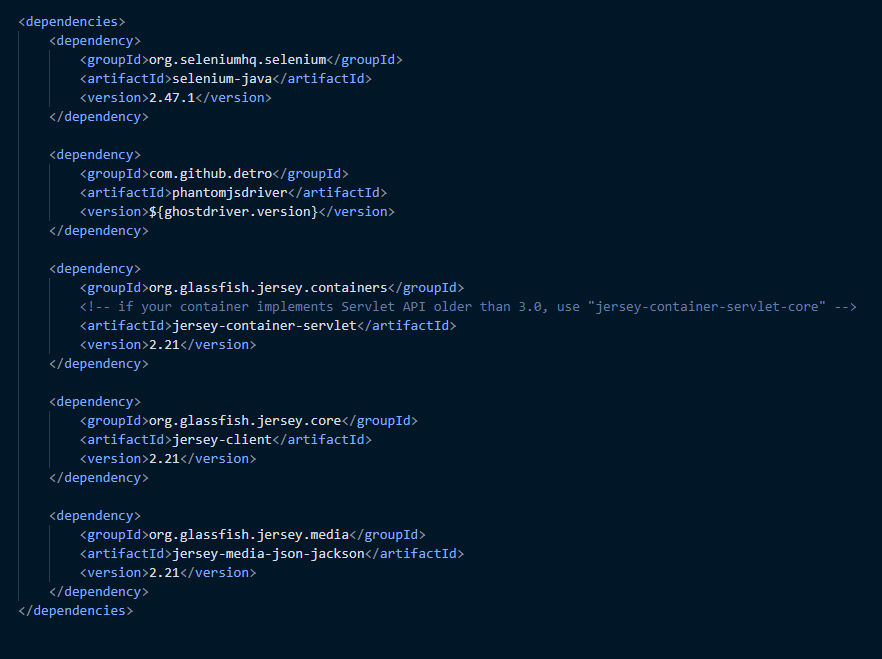 <dependencies>
<dependency>
<groupId>org.seleniumhq.selenium</groupId>
<artifactId>selenium-java</artifactId>
<version>2.47.1</version>
</dependency>
<dependency>
<groupId>com.github.detro</groupId>
<artifactId>phantomjsdriver</artifactId>
<version>${ghostdriver.version}</version>
</dependency>
<dependency>
<groupId>org.glassfish.jersey.containers</groupId>
<!-- if your container implements Servlet API older than 3.0, use "jersey-container-servlet-core" -->
<artifactId>jersey-container-servlet</artifactId>
<version>2.21</version>
</dependency>
<dependency>
<groupId>org.glassfish.jersey.core</groupId>
<artifactId>jersey-client</artifactId>
<version>2.21</version>
</dependency>
<dependency>
<groupId>org.glassfish.jersey.media</groupId>
<artifactId>jersey-media-json-jackson</artifactId>
<version>2.21</version>
</dependency>
</dependencies>